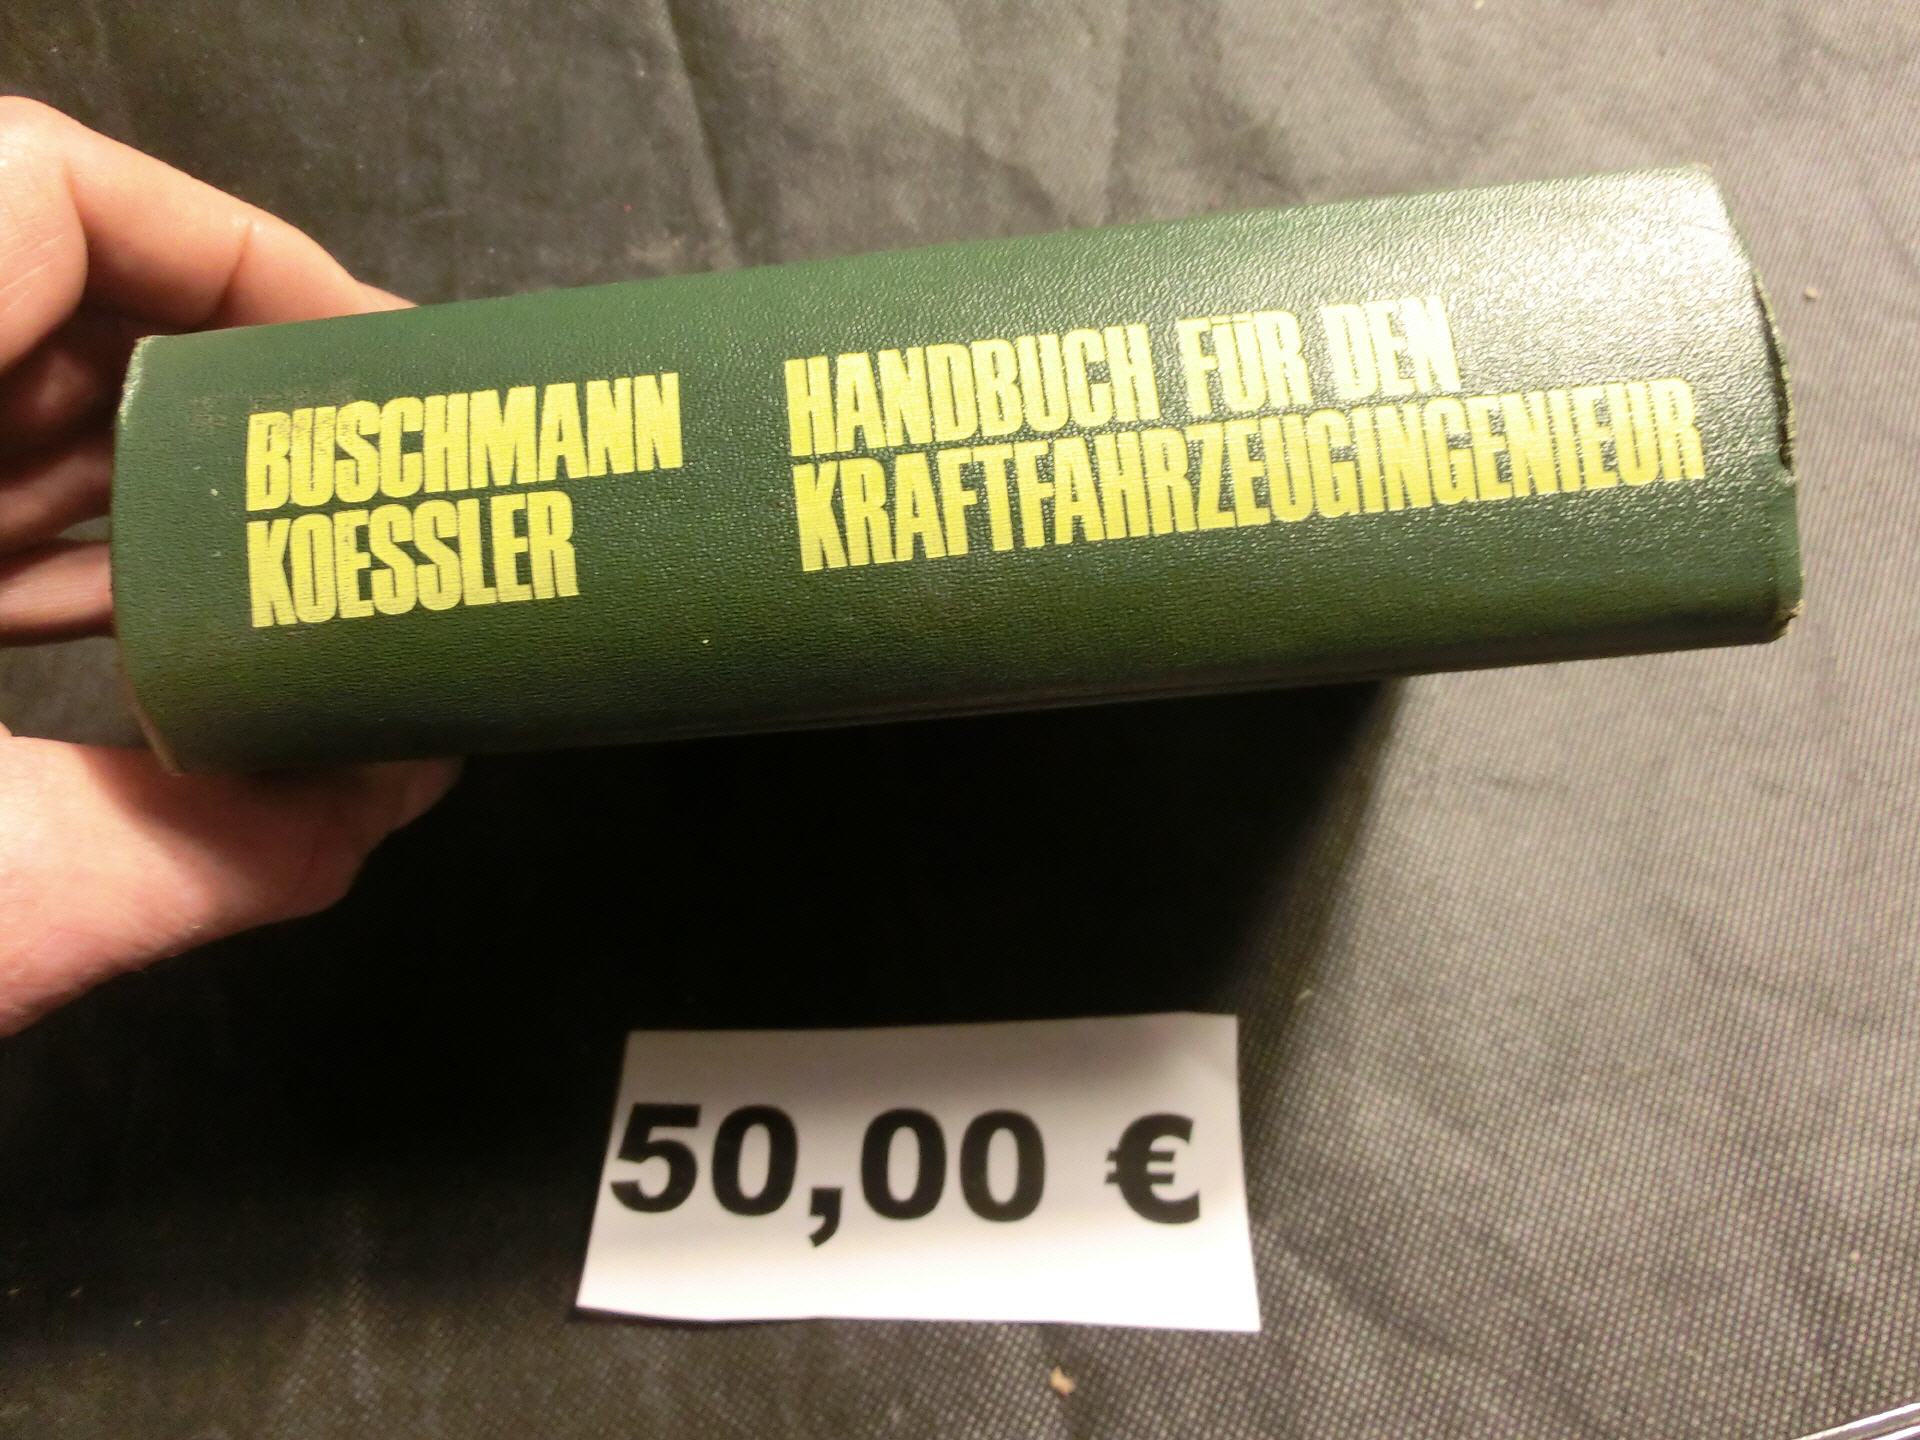 BUSCHMANN
KOESSLER
HANDBUCH FÜR DEN
KRAFTFAHRZEUGINGENIEUR
50,00 €